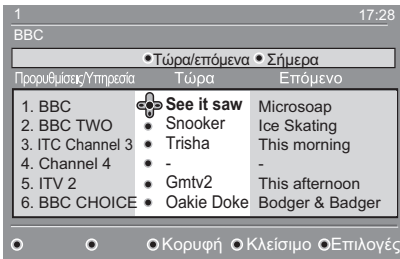 1 17:28
BBC
Τώρα/επόμενα Σήμερα
Προρυθμίσεις/Υπηρεσία Τώρα Επόμενο
1. BBC See it saw Microsoap
2. BBC TWO Snooker Ice Skating
3. ITC Channel 3 Trisha This morning
4. Channel 4 - -
5. ITV 2 Gmtv2 This afternoon
6. BBC CHOICE Oakie Doke Bodger & Badger
Κορυφή Κλείσιμο Επιλογές